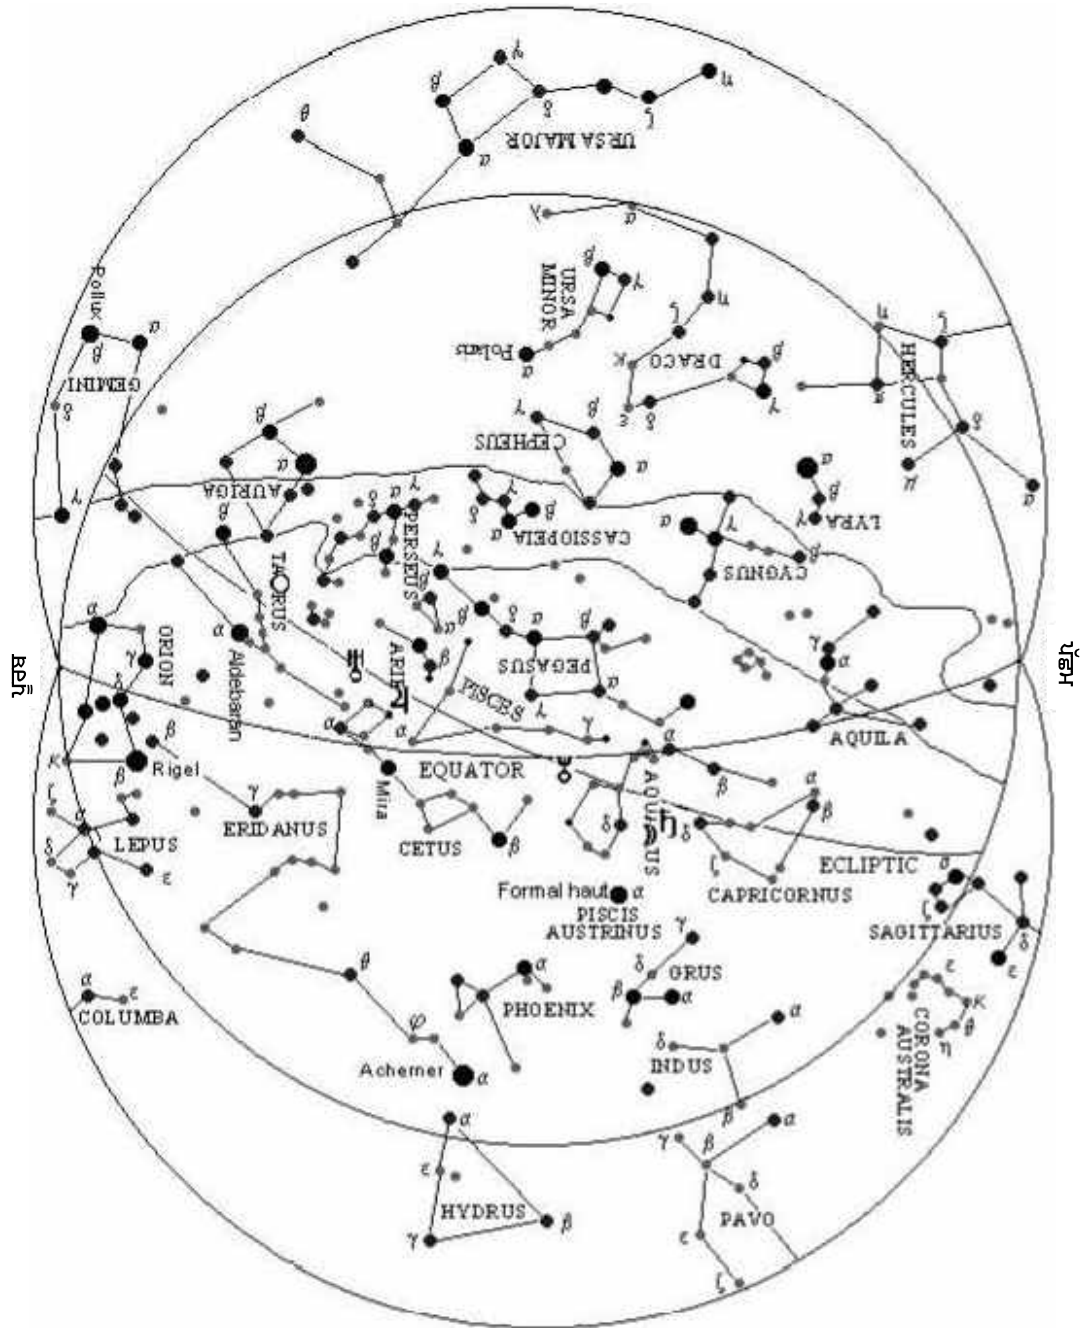 γ
β
η
δ
ζ
θ
α
URSA MAJOR
λ
α
Pollux
β
γ
URSA
MINOR
η
ζ
η
ζ
α
β
Polaris
α
κ
DRACO
β
HERCULES
π
GEMINI
δ
ε
δ
γ
β
γ
β
δ
CEPHEUS
α
α
α
μ
α
AURIGA
γ
β
γ
δ
α
γ
δ
γ
β
α
CASSIOPEIA
α
γ
LYRA
β
PERSEUS
β
β
CYGNUS
TAURUS
β
α
α
ORION
γ
α
Aldebaran
ARIES
β
δ
α
β
PEGASUS
γ
α
ਪੂਰਬ
ਪੱਛਮ
δ
PISCES
α
α
γ
γ
α
AQUILA
κ
β
Rigel
β
Mira
EQUATOR
AQUARIUS
β
α
β
ζ
α
LEPUS
γ
ERIDANUS
CETUS
β
δ
δ
δ
γ
ε
ζ
ECLIPTIC
Formal haut
α
CAPRICORNUS
σ
PISCIS
AUSTRINUS
ζ
SAGITTARIUS
δ
ε
γ
θ
α
δ
GRUS
ε
α
ε
COLUMBA
PHOENIX
β
α
κ
θ
η
CORONA
AUSTRALIS
φ
α
δ
INDUS
Acherner
α
β
α
γ
β
α
ε
δ
HYDRUS
β
PAVO
γ
ε
ζ